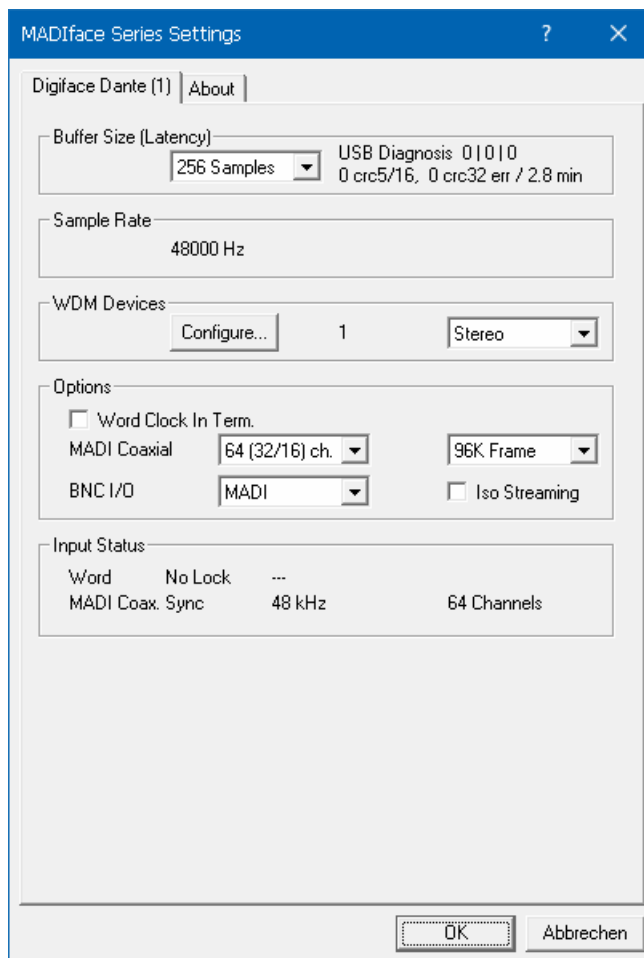 MADIface Series Settings ?
Digiface Dante (1) About
Buffer Size (Latency)
256 Samples USB Diagnosis 0 | 0 | 0
0 crc5/16, 0 crc32 err / 2.8 min
Sample Rate
48000 Hz
WDM Devices
Configure... 1 Stereo
Options
Word Clock In Term.
MADI Coaxial 64 (32/16) ch. 96K Frame
BNC I/O MADI Iso Streaming
Input Status
Word No Lock ---
MADI Coax. Sync 48 kHz 64 Channels
OK Abbrechen